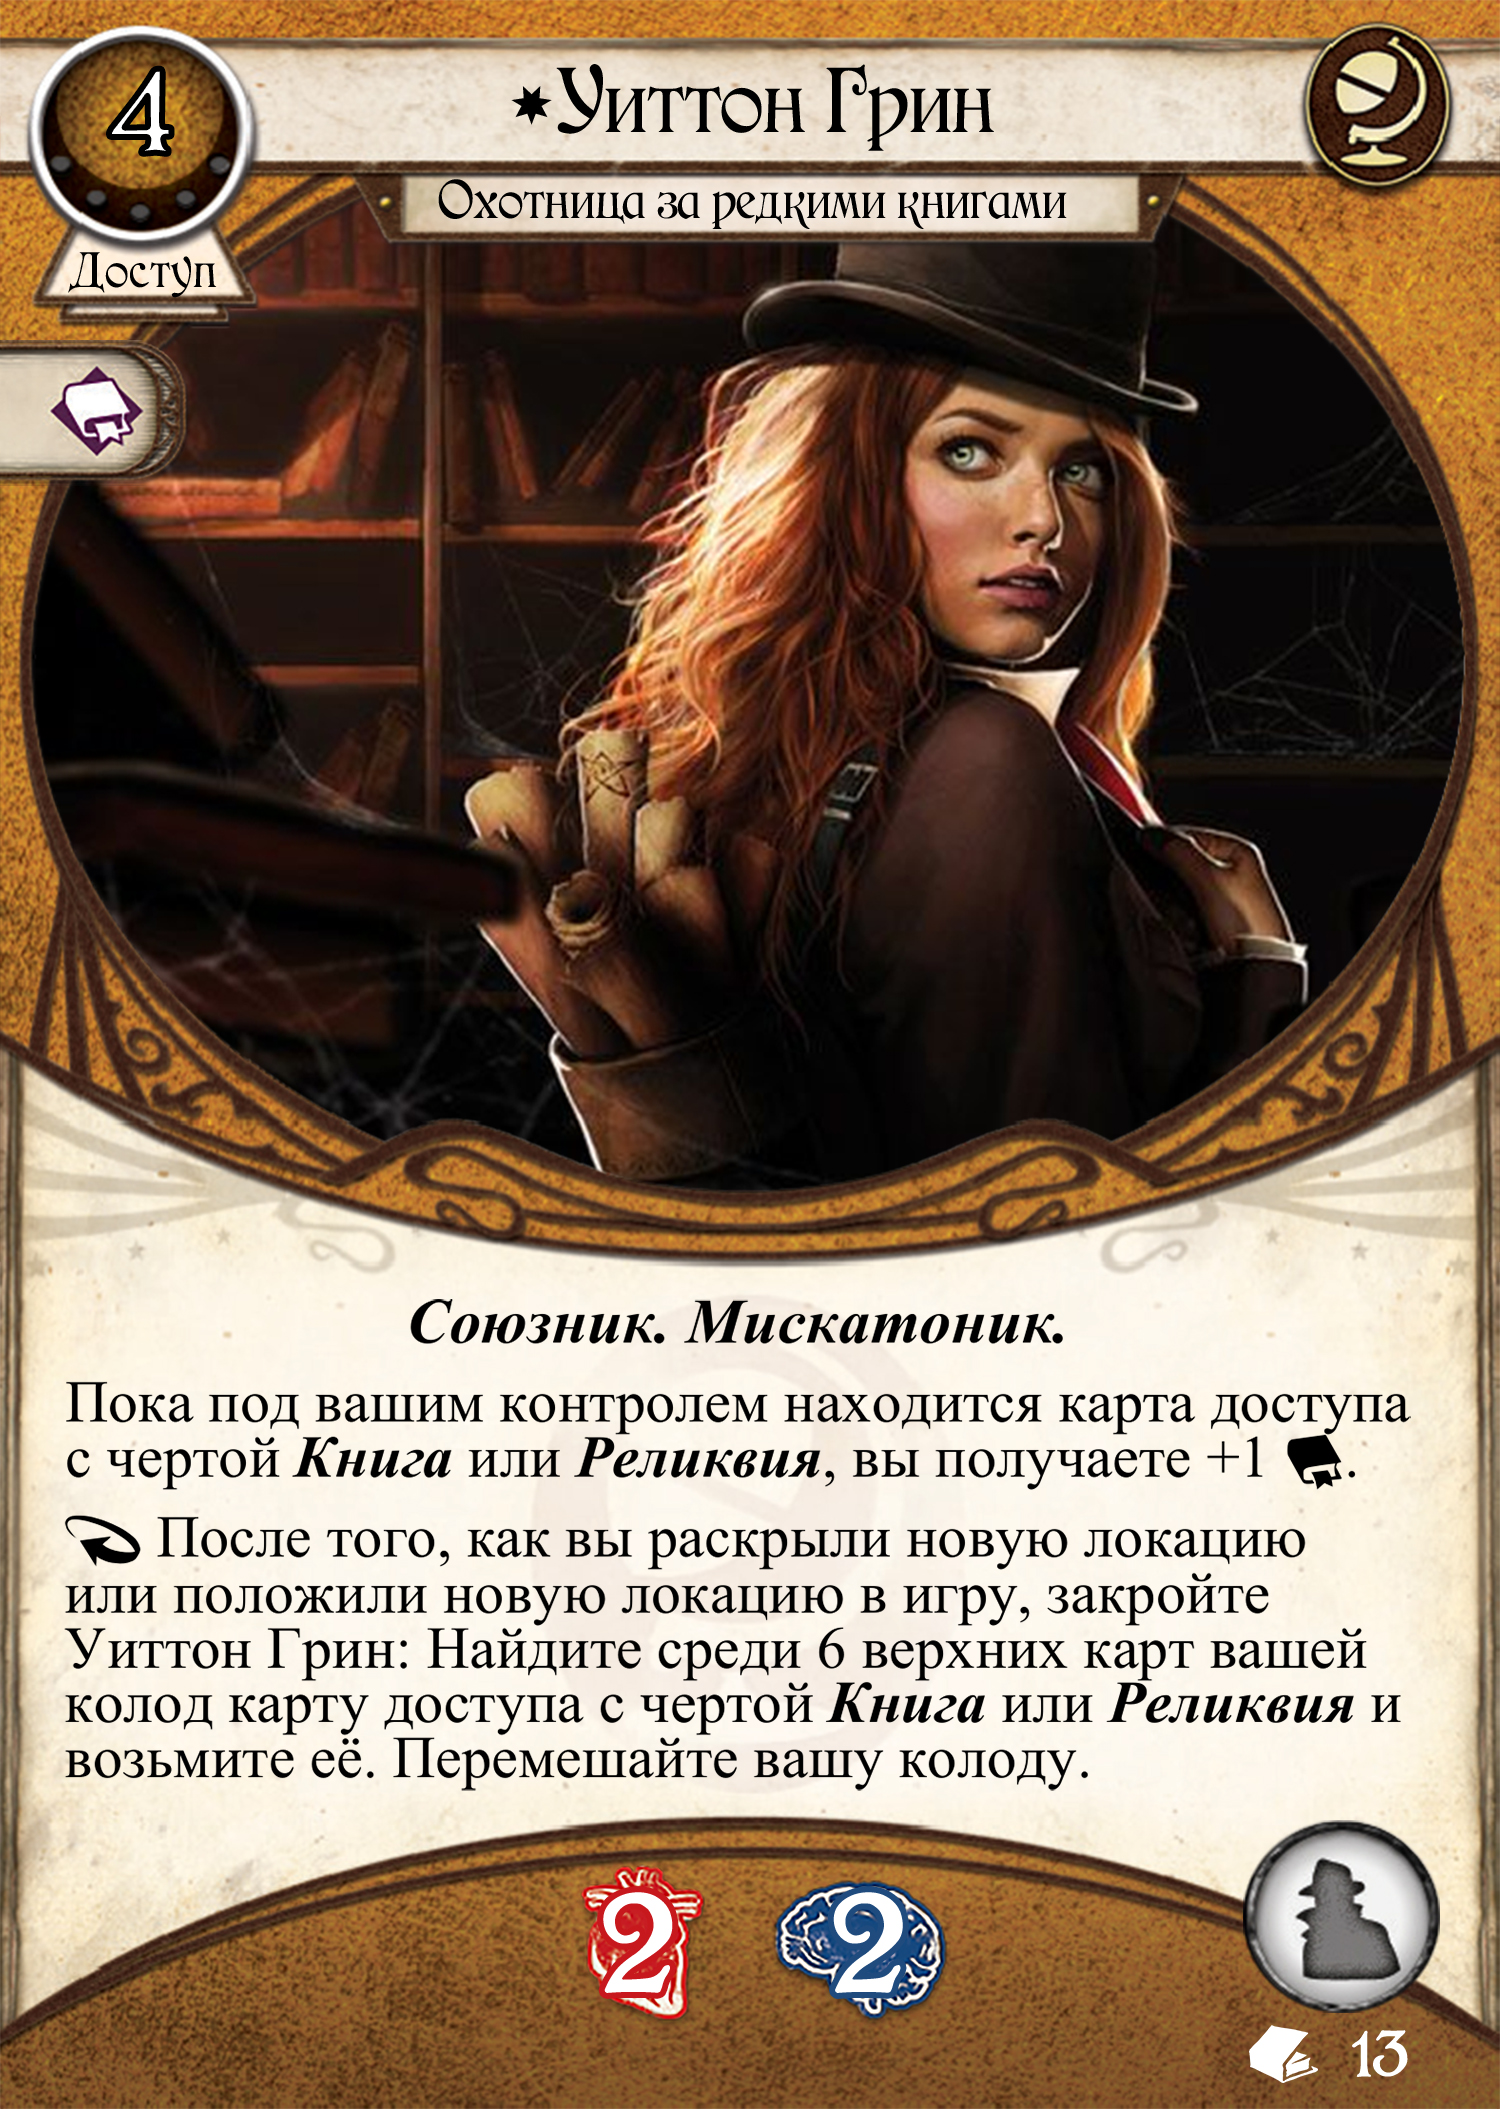 4
Уиттон Грин
Охотница за редкими книгами
Доступ
Союзник. Мискатоник.
Пока под вашим контролем находится карта доступа
с чертой Книга или Реликвия, вы получаете +1 .
После того, как вы раскрыли новую локацию
или положили новую локацию в игру, закройте
Уиттон Грин: Найдите среди 6 верхних карт вашей
колод карту доступа с чертой Книга или Реликвия и
возьмите её. Перемешайте вашу колоду.
2 2
13